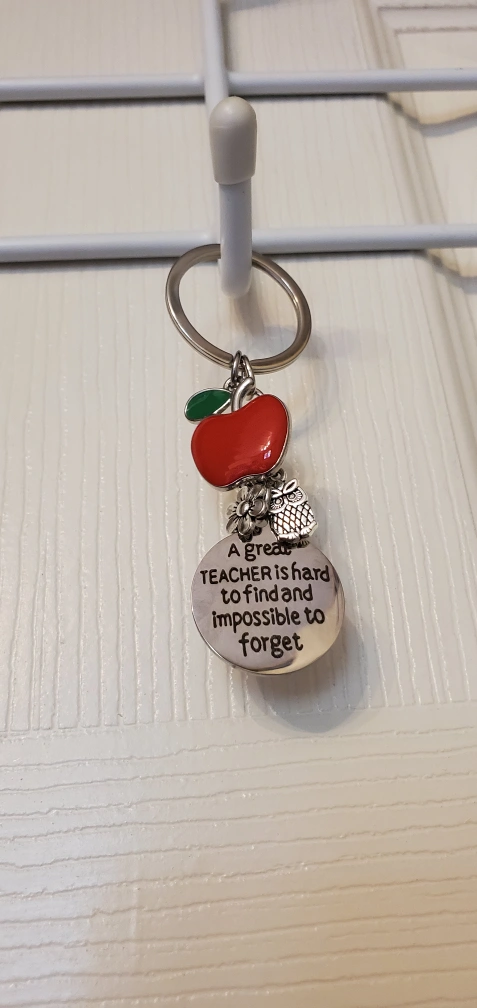 A great
TEACHER is hard
to find and
impossible to
forget